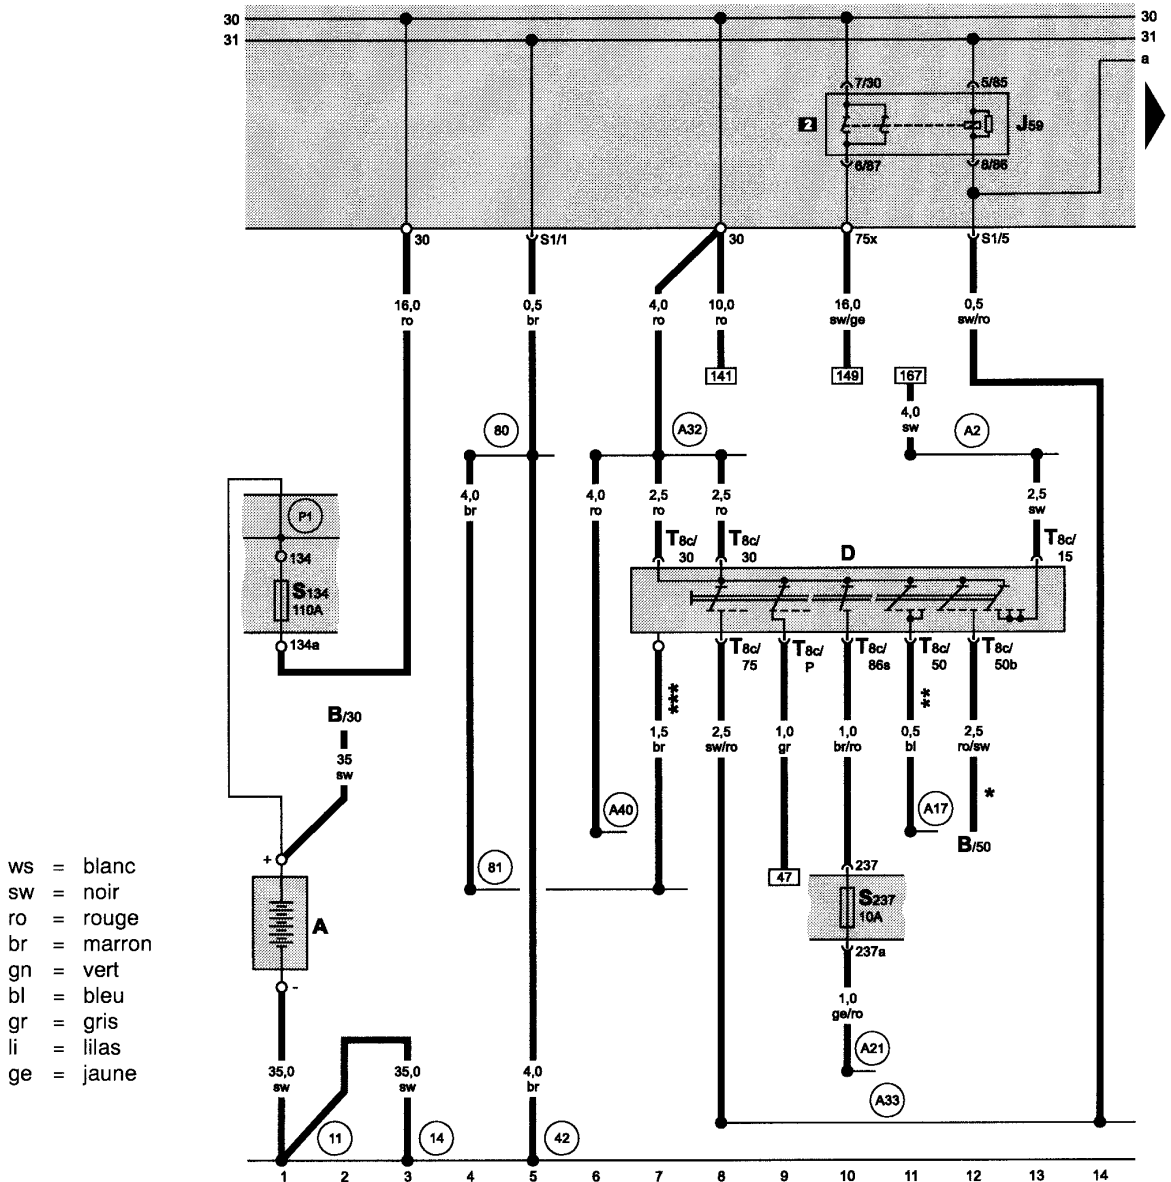 30
30
31
31
a
7/30
5/85
2
J59
6/87
8/86
30
S1/1
30
75x
S1/5
16,0
ro
0,5
br
4,0
ro
10,0
ro
16,0
sw/ge
0,5
sw/ro
141
149
167
4,0
sw
80
A32
A2
4,0
br
4,0
ro
2,5
ro
2,5
ro
2,5
sw
P1
134
S134
110A
134a
T8c/
30
T8c/
30
D
T8c/
15
T8c/
75
T8c/
P
T8c/
86s
T8c/
50
T8c/
50b
***
**
B/30
35
sw
1,5
br
2,5
sw/ro
1,0
gr
1,0
br/ro
0,5
bl
2,5
ro/sw
*
A40
A17
B/50
+
81
47
237
S237
10A
237a
A
-
ws = blanc
sw = noir
ro = rouge
br = marron
gn = vert
bl = bleu
gr = gris
li = lilas
ge = jaune
1,0
ge/ro
A21
A33
35,0
sw
35,0
sw
4,0
br
11
14
42
1 2 3 4 5 6 7 8 9 10 11 12 13 14